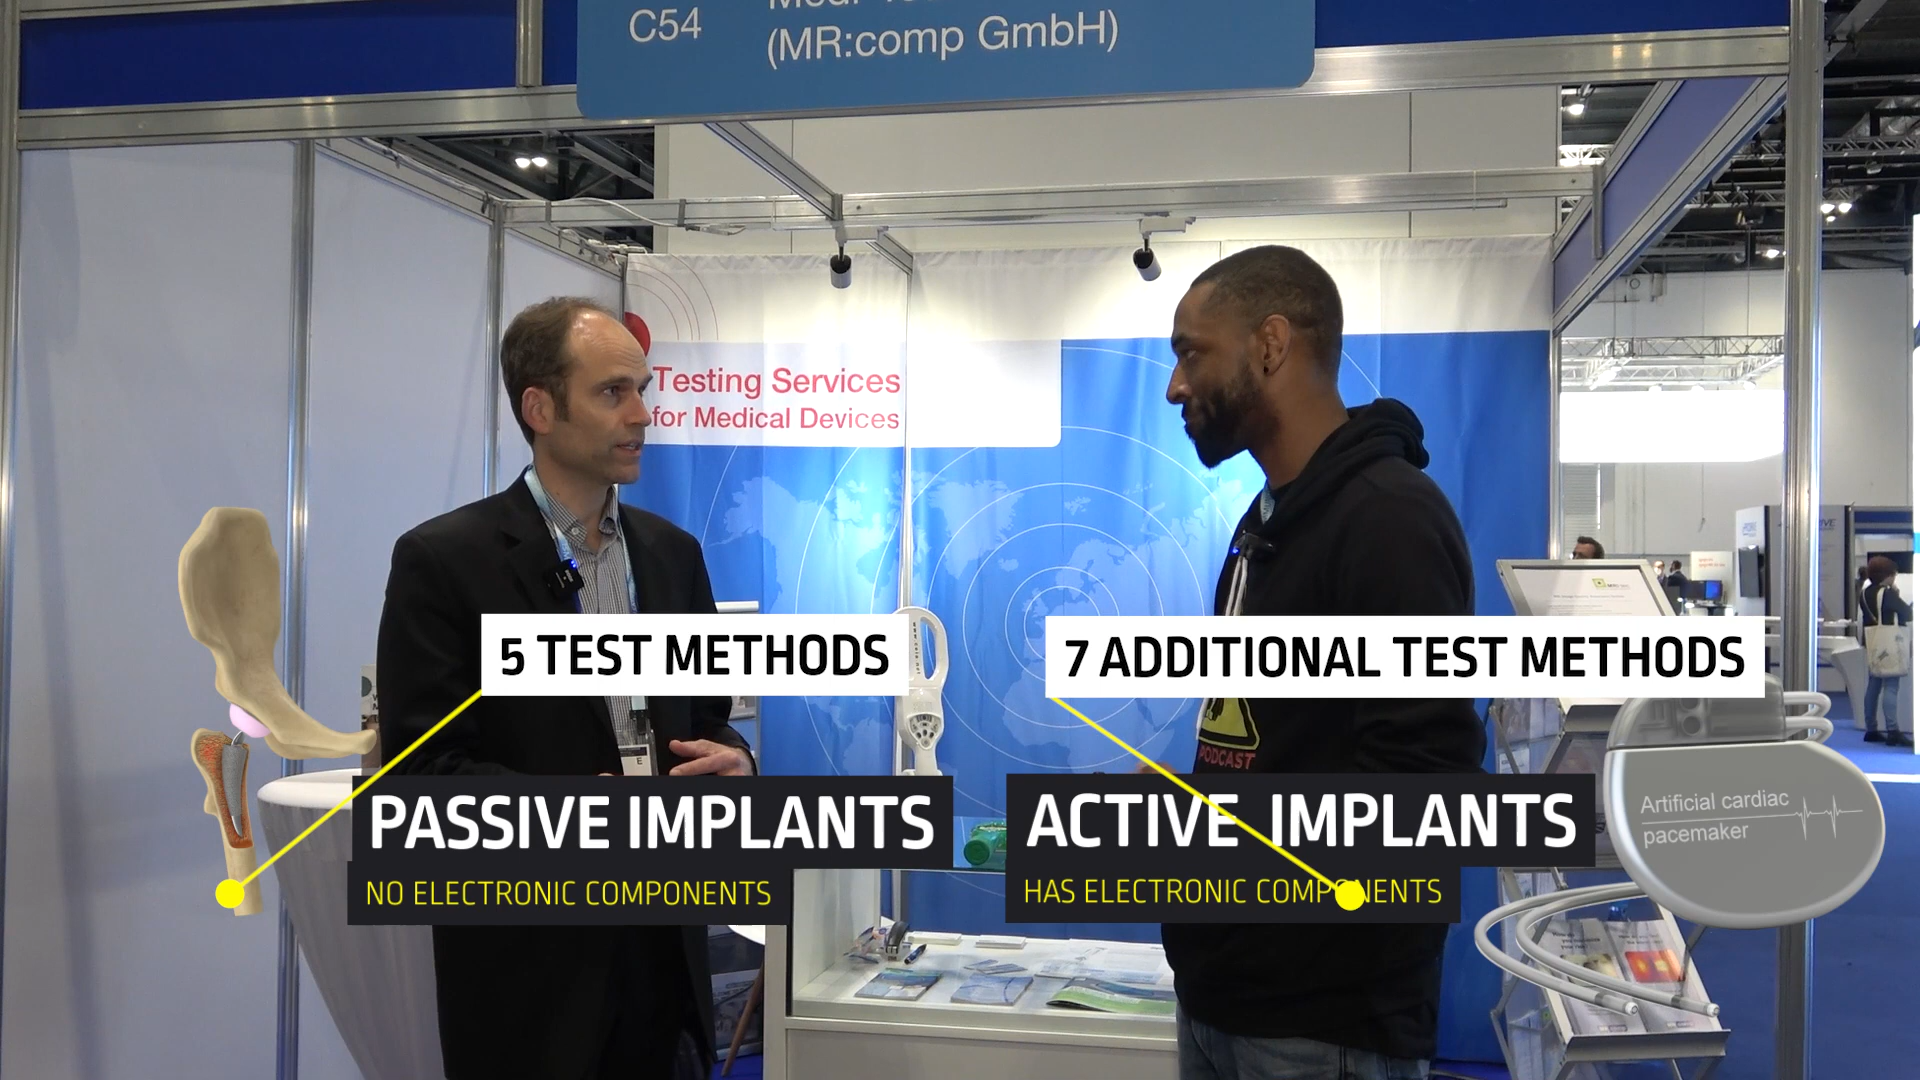 C54
(MR:comp GmbH)
Testing Services
for Medical Devices
5 TEST METHODS
7 ADDITIONAL TEST METHODS
PODCAST
E
PASSIVE IMPLANTS
NO ELECTRONIC COMPONENTS
ACTIVE IMPLANTS
HAS ELECTRONIC COMPONENTS
Artificial cardiac
pacemaker